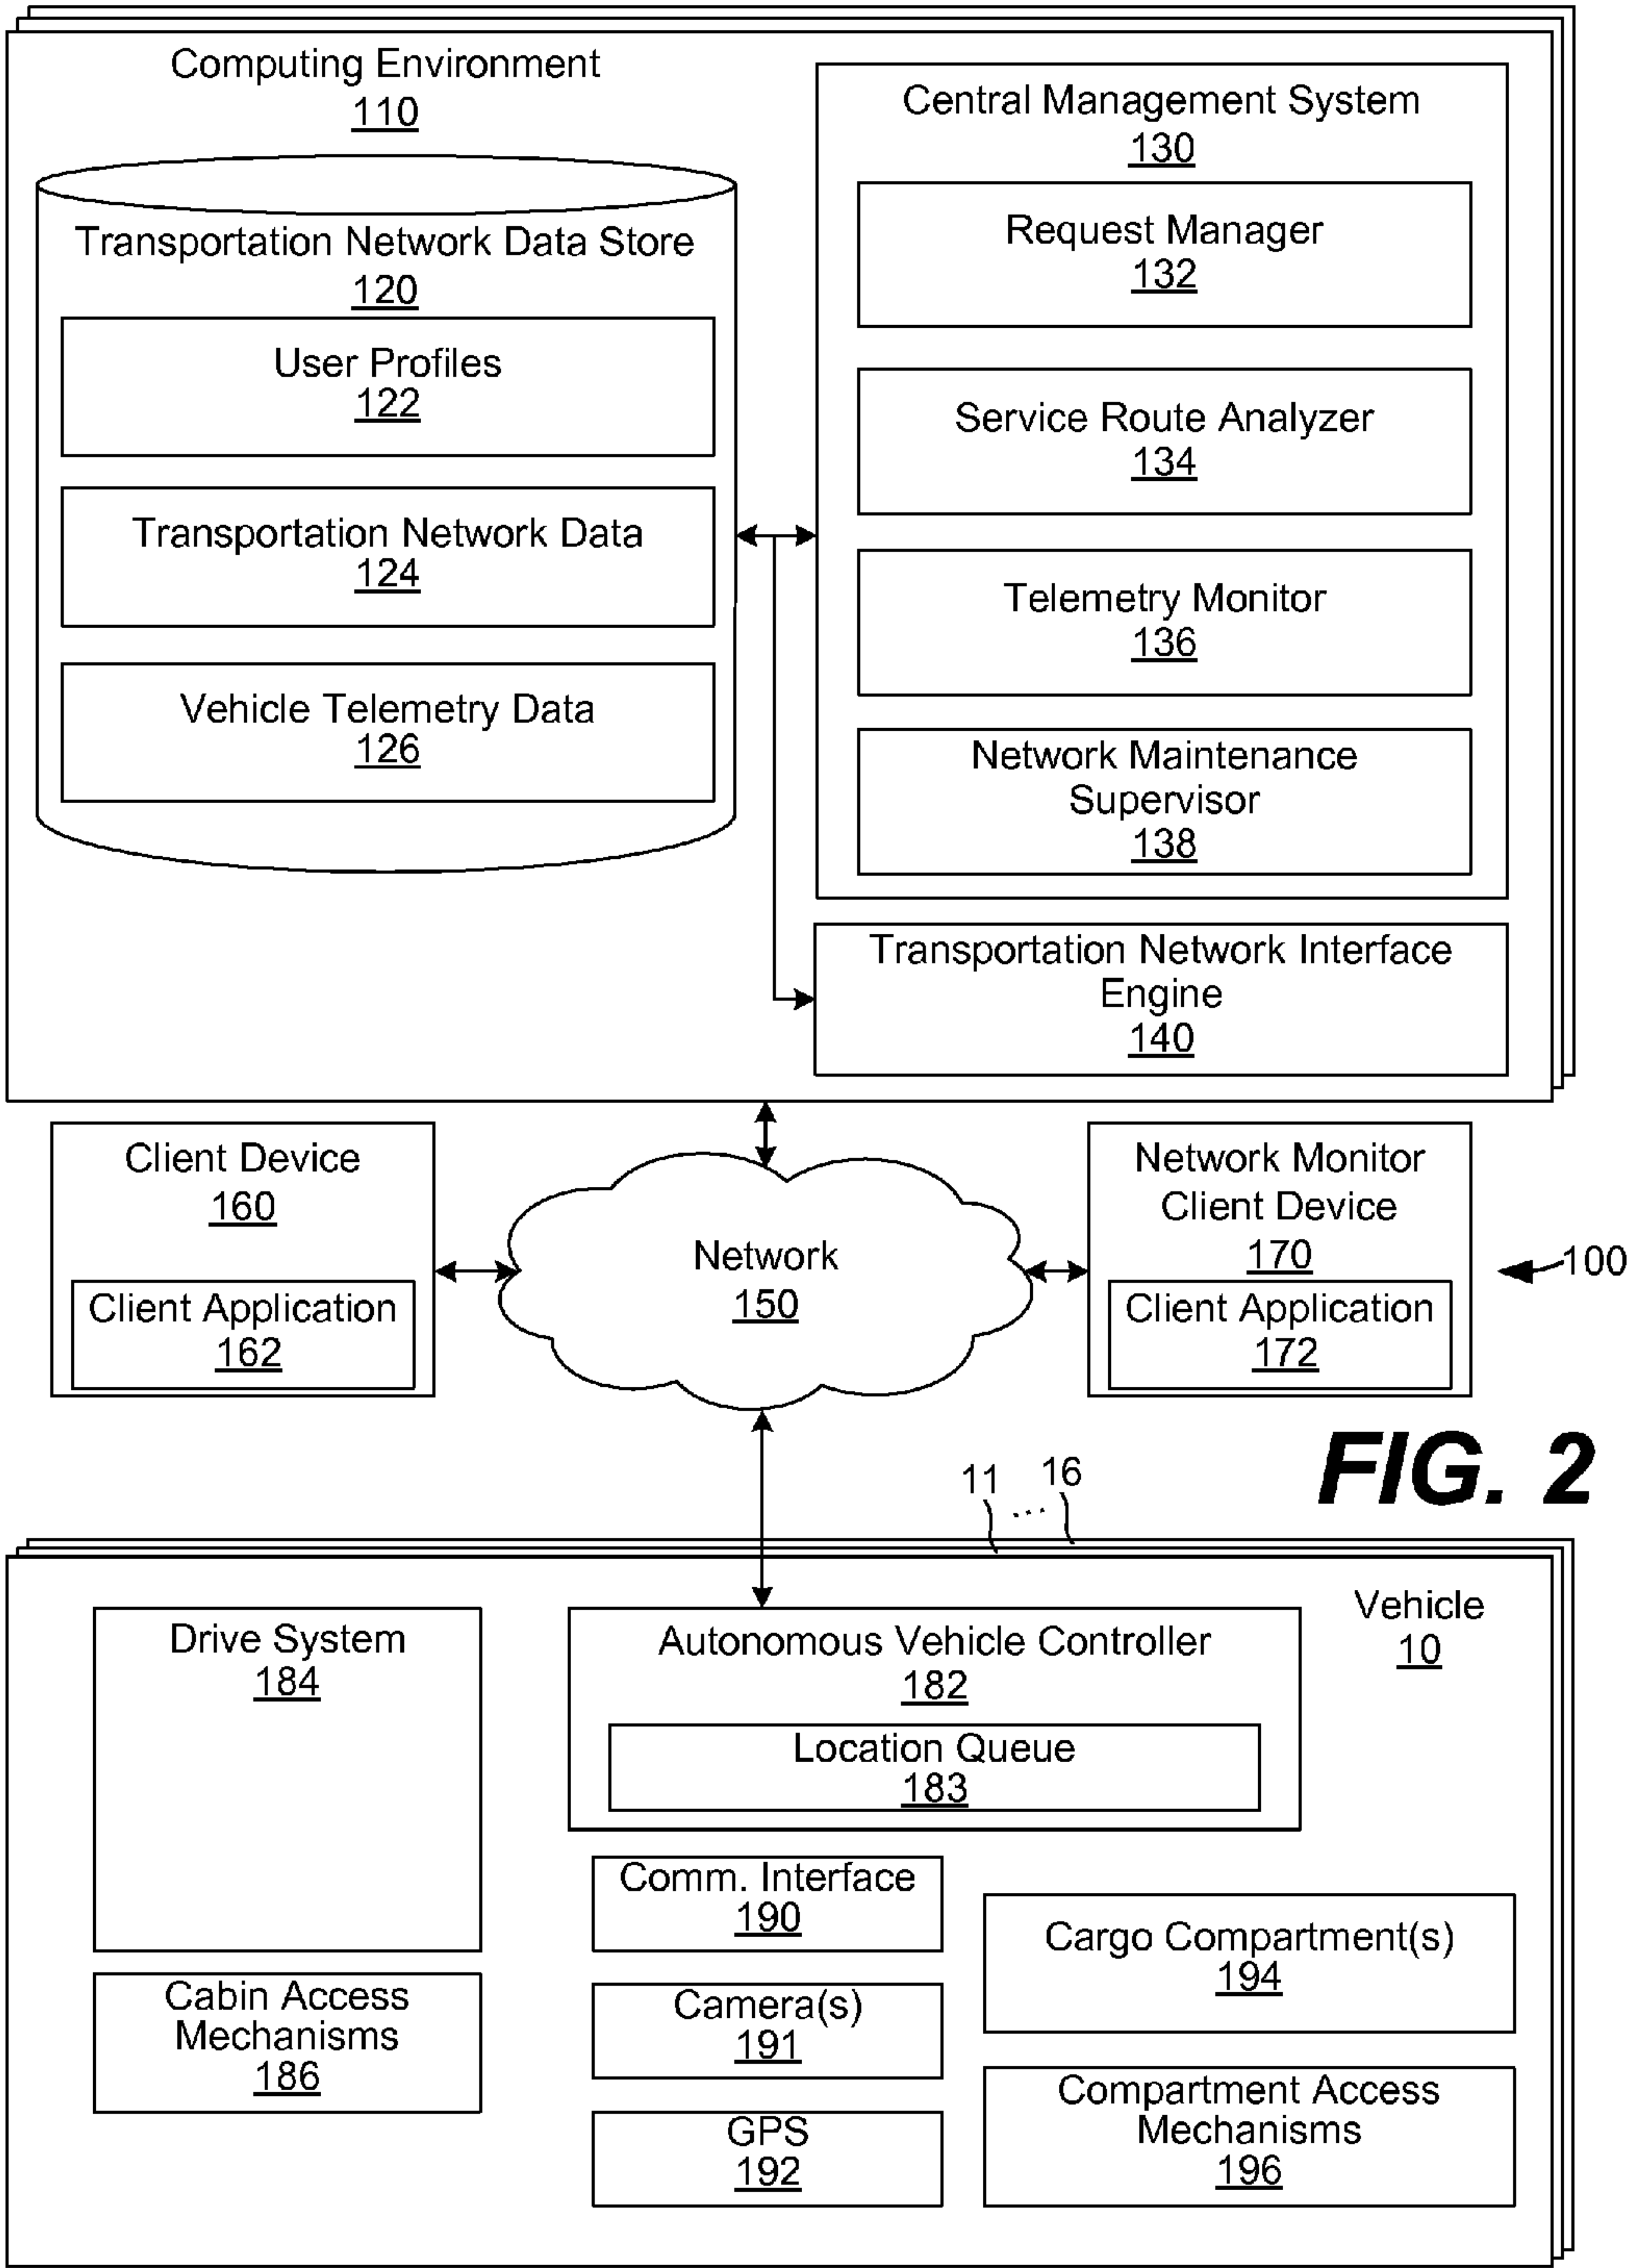 Computing Environment
110
Transportation Network Data Store
120
User Profiles
122
Transportation Network Data
124
Vehicle Telemetry Data
126
Central Management System
130
Request Manager
132
Service Route Analyzer
134
Telemetry Monitor
136
Network Maintenance
Supervisor
138
Transportation Network Interface
Engine
140
Client Device
160
Client Application
162
Network
150
Network Monitor
Client Device
170
Client Application
172
100
FIG. 2
11 ... 16
Vehicle
10
Drive System
184
Autonomous Vehicle Controller
182
Location Queue
183
Cabin Access
Mechanisms
186
Comm. Interface
190
Camera(s)
191
GPS
192
Cargo Compartment(s)
194
Compartment Access
Mechanisms
196